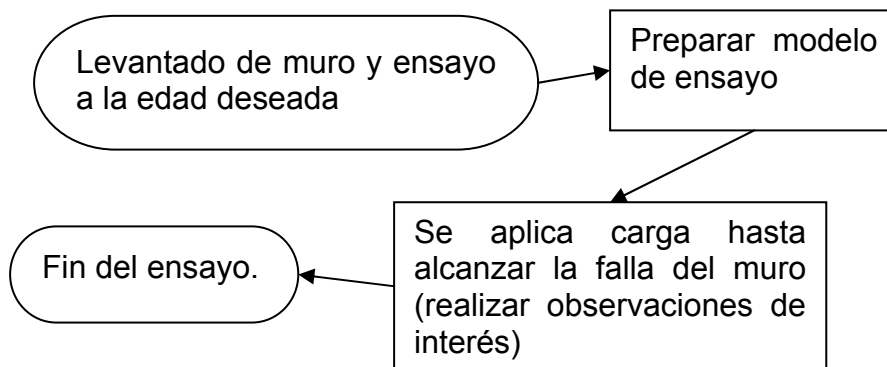 Levantado de muro y ensayo
a la edad deseada
Preparar modelo
de ensayo
Se aplica carga hasta
alcanzar la falla del muro
(realizar observaciones de
interés)
Fin del ensayo.